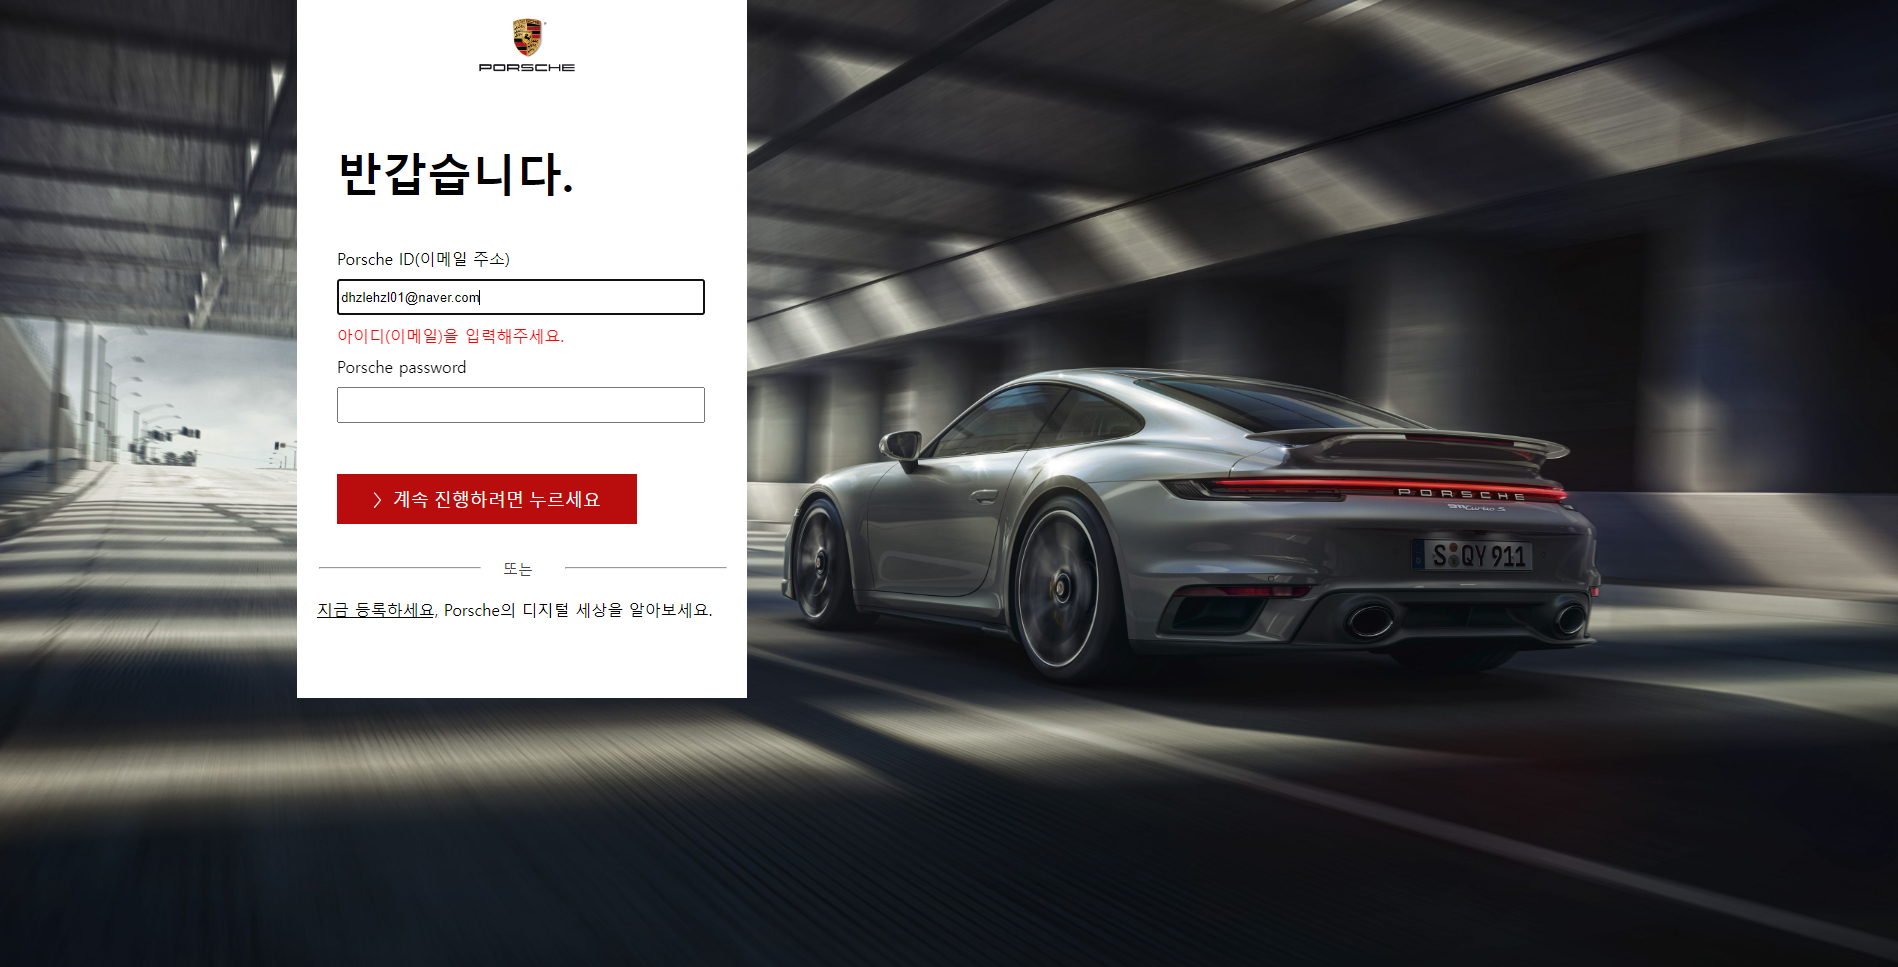 PORSCHE
반갑습니다.
Porsche ID(이메일 주소)
dhzlehzl01@naver.com
아이디(이메일)을 입력해주세요.
Porsche password
계속 진행하려면 누르세요
또는
지금 등록하세요, Porsche의 디지털 세상을 알아보세요.
PORSCHE
911 turbo S
S QY 911